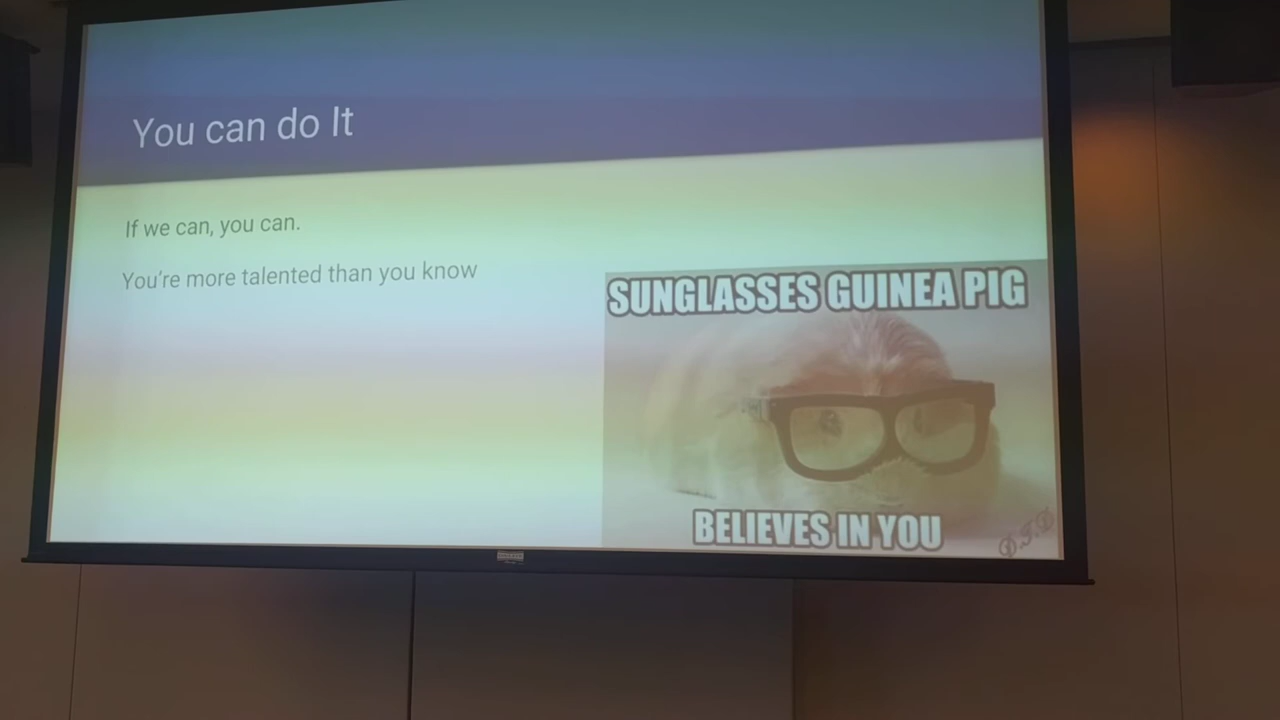 You can do It
If we can, you can.
You're more talented than you know
SUNGLASSES GUINEA PIG
BELIEVES IN YOU
D.F.D